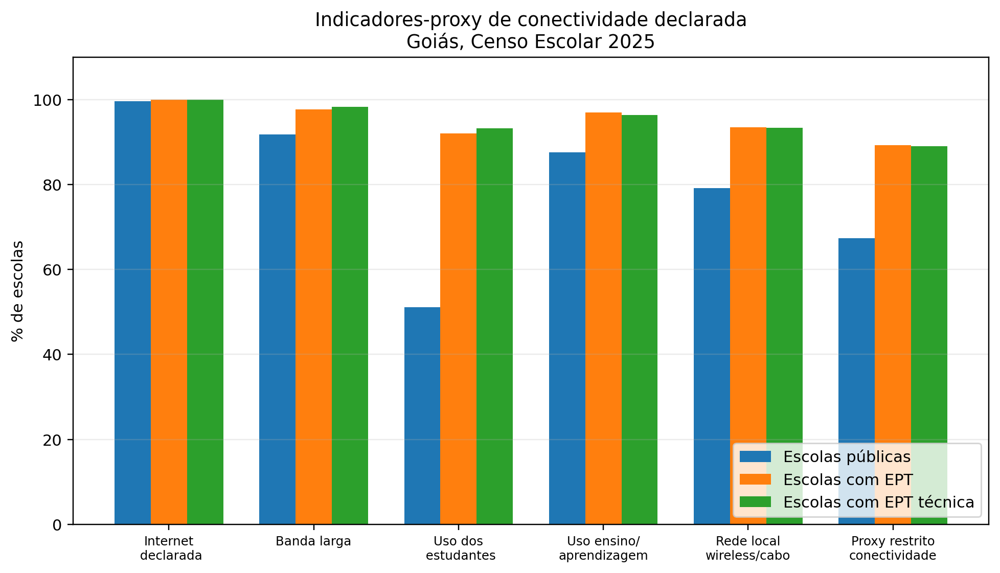 Indicadores-proxy de conectividade declarada
Goiás, Censo Escolar 2025
% de escolas
100
80
60
40
20
0
Internet
declarada
Banda larga
Uso dos
estudantes
Uso ensino/
aprendizagem
Rede local
wireless/cabo
Proxy restrito
conectividade
Escolas públicas
Escolas com EPT
Escolas com EPT técnica